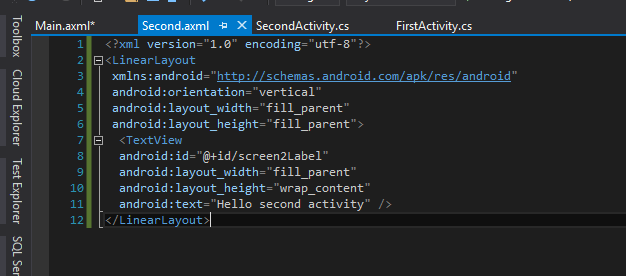 Main.axml*
Second.axml
SecondActivity.cs
FirstActivity.cs
Toolbox
Cloud Explorer
Test Explorer
SQL Ser
1 <?xml version="1.0" encoding="utf-8"?>
2 <LinearLayout
3 xmlns:android="http://schemas.android.com/apk/res/android"
4 android:orientation="vertical"
5 android:layout_width="fill_parent"
6 android:layout_height="fill_parent">
7 <TextView
8 android:id="@+id/screen2Label"
9 android:layout_width="fill_parent"
10 android:layout_height="wrap_content"
11 android:text="Hello second activity" />
12 </LinearLayout>